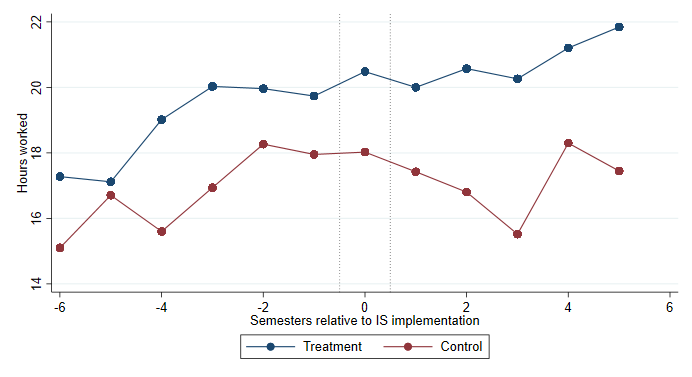 22
20
18
16
14
Hours worked
-6 -4 -2 0 2 4 6
Semesters relative to IS implementation
Treatment Control